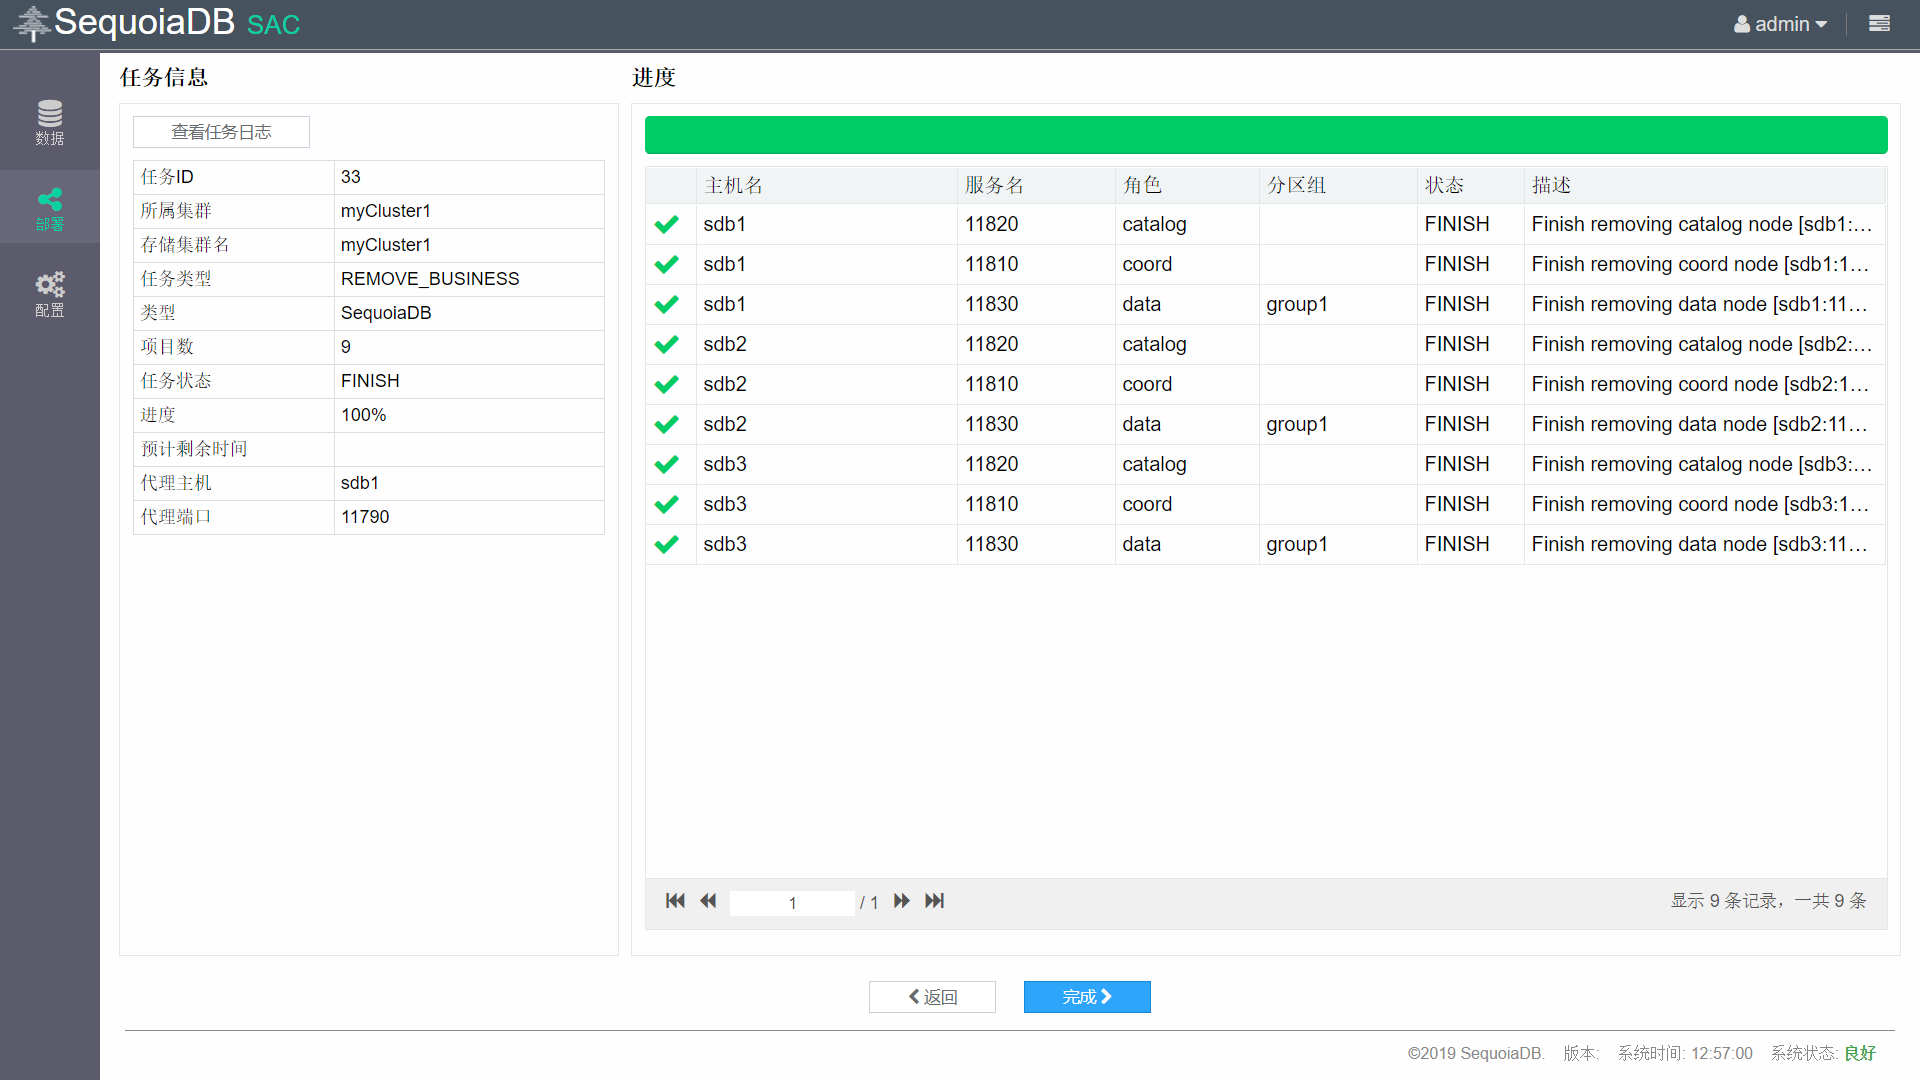 SequoiaDB SAC
admin
数据
部署
配置
任务信息
查看任务日志
任务ID 33
所属集群 myCluster1
存储集群名 myCluster1
任务类型 REMOVE_BUSINESS
类型 SequoiaDB
项目数 9
任务状态 FINISH
进度 100%
预计剩余时间
代理主机 sdb1
代理端口 11790
进度
主机名 服务名 角色 分区组 状态 描述
sdb1 11820 catalog FINISH Finish removing catalog node [sdb1:...
sdb1 11810 coord FINISH Finish removing coord node [sdb1:1...
sdb1 11830 data group1 FINISH Finish removing data node [sdb1:11...
sdb2 11820 catalog FINISH Finish removing catalog node [sdb2:...
sdb2 11810 coord FINISH Finish removing coord node [sdb2:1...
sdb2 11830 data group1 FINISH Finish removing data node [sdb2:11...
sdb3 11820 catalog FINISH Finish removing catalog node [sdb3:...
sdb3 11810 coord FINISH Finish removing coord node [sdb3:1...
sdb3 11830 data group1 FINISH Finish removing data node [sdb3:11...
1 / 1
显示 9 条记录，一共 9 条
返回
完成
©2019 SequoiaDB. 版本: 系统时间: 12:57:00 系统状态: 良好